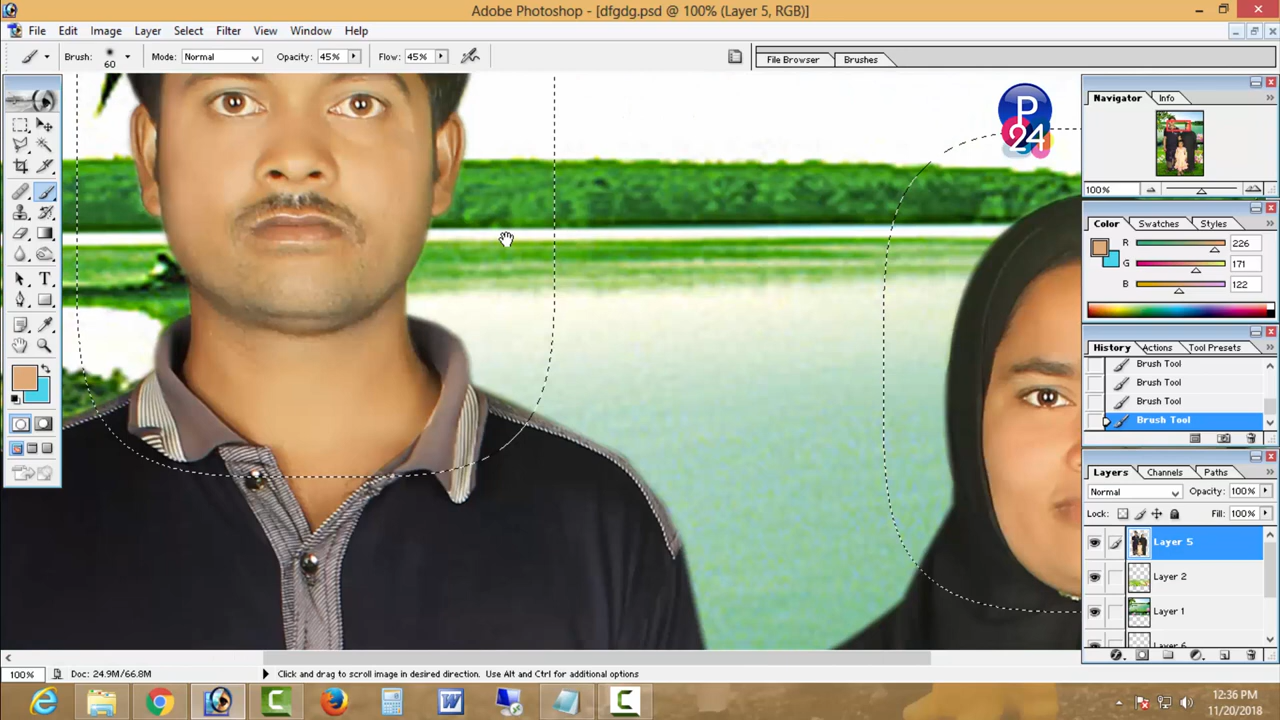 Adobe Photoshop - [dfgdg.psd @ 100% (Layer 5, RGB)]
File Edit Image Layer Select Filter View Window Help
Brush: 60 Mode: Normal Opacity: 45% Flow: 45% File Browser Brushes
P
24
Navigator Info
100%
Color Swatches Styles
R 226
G 171
B 122
History Actions Tool Presets
Brush Tool
Brush Tool
Brush Tool
Brush Tool
Layers Channels Paths
Normal Opacity: 100%
Lock: Fill: 100%
Layer 5
Layer 2
Layer 1
Layer 6
100% Doc: 24.9M/66.8M Click and drag to scroll image in desired direction. Use Alt and Ctrl for additional options
12:36 PM
11/20/2018